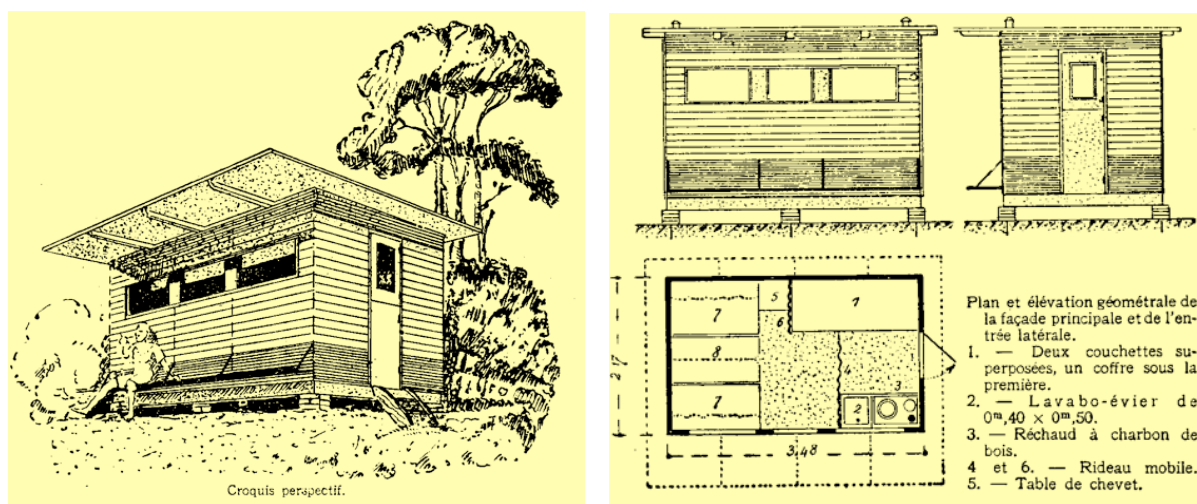 Croquis perspectif.
5
1
7
6
8
4
3
7
2
3,48
Plan et élévation géométrale de
la façade principale et de l'en-
trée latérale.
1. — Deux couchettes su-
perposées, un coffre sous la
première.
2. — Lavabo-évier de
0m,40 × 0m,50.
3. — Réchaud à charbon de
bois.
4 et 6. — Rideau mobile.
5. — Table de chevet.